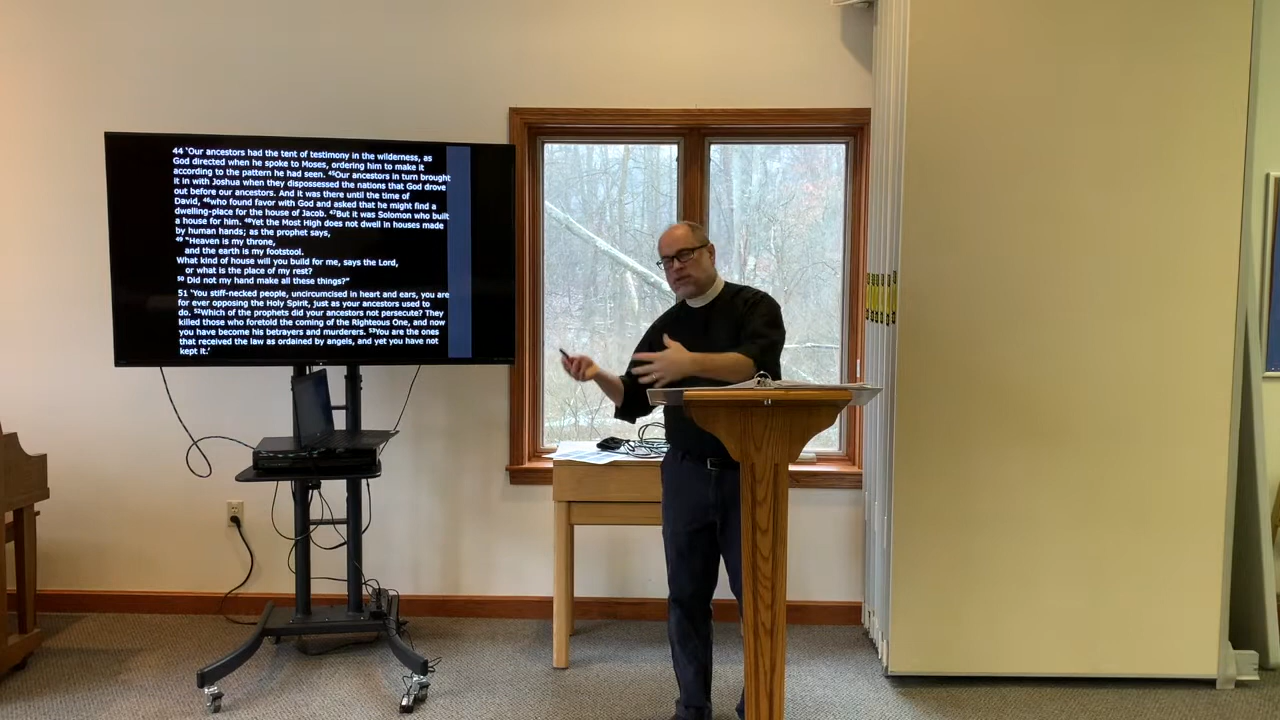 44 ‘Our ancestors had the tent of testimony in the wilderness, as
God directed when he spoke to Moses, ordering him to make it
according to the pattern he had seen. ⁴⁵Our ancestors in turn brought
it in with Joshua when they dispossessed the nations that God drove
out before our ancestors. And it was there until the time of
David, ⁴⁶who found favor with God and asked that he might find a
dwelling-place for the house of Jacob. ⁴⁷But it was Solomon who built
a house for him. ⁴⁸Yet the Most High does not dwell in houses made
by human hands; as the prophet says,
⁴⁹ “Heaven is my throne,
and the earth is my footstool.
What kind of house will you build for me, says the Lord,
or what is the place of my rest?
⁵⁰ Did not my hand make all these things?”
51 ‘You stiff-necked people, uncircumcised in heart and ears, you are
for ever opposing the Holy Spirit, just as your ancestors used to
do. ⁵²Which of the prophets did your ancestors not persecute? They
killed those who foretold the coming of the Righteous One, and now
you have become his betrayers and murderers. ⁵³You are the ones
that received the law as ordained by angels, and yet you have not
kept it.’